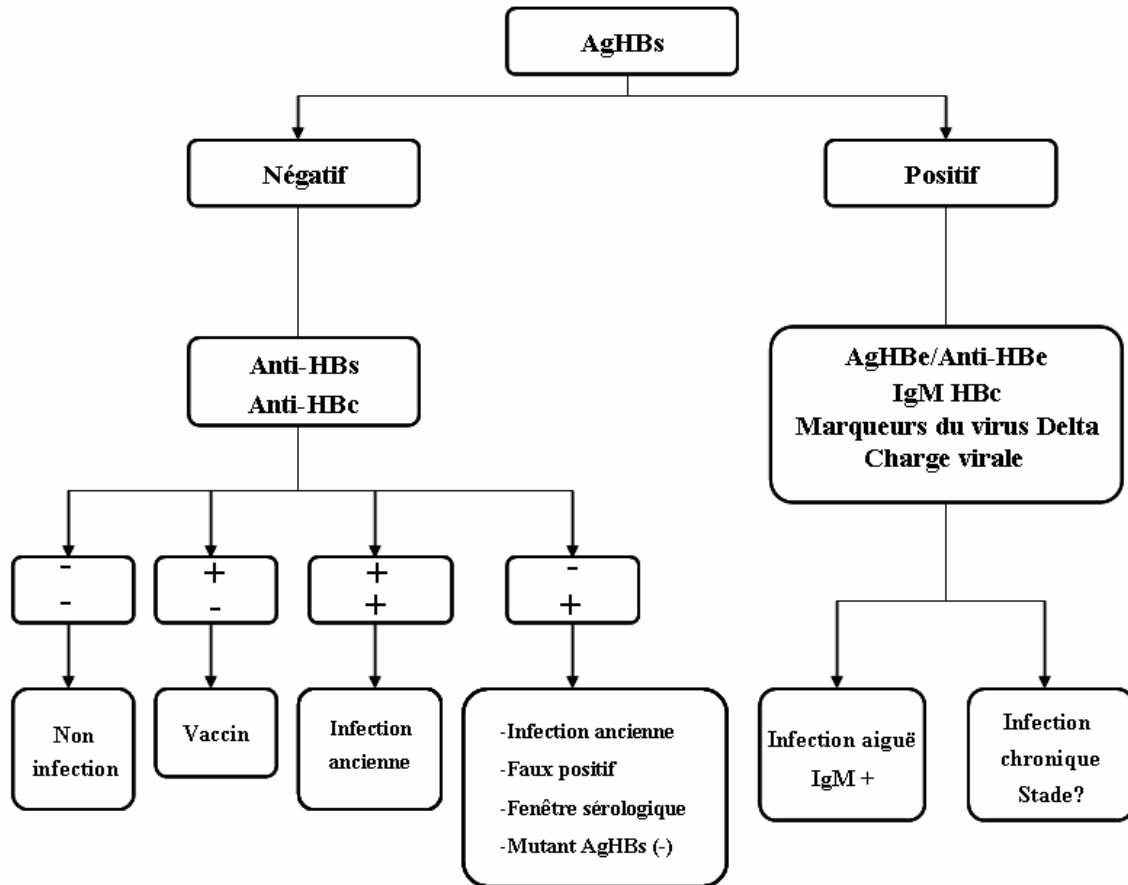 AgHBs
Négatif
Positif
Anti-HBs
Anti-HBc
AgHBe/Anti-HBe
IgM HBc
Marqueurs du virus Delta
Charge virale
-
-
+
-
+
+
-
+
Non
infection
Vaccin
Infection
ancienne
-Infection ancienne
-Faux positif
-Fenêtre sérologique
-Mutant AgHBs (-)
Infection aiguë
IgM +
Infection
chronique
Stade?